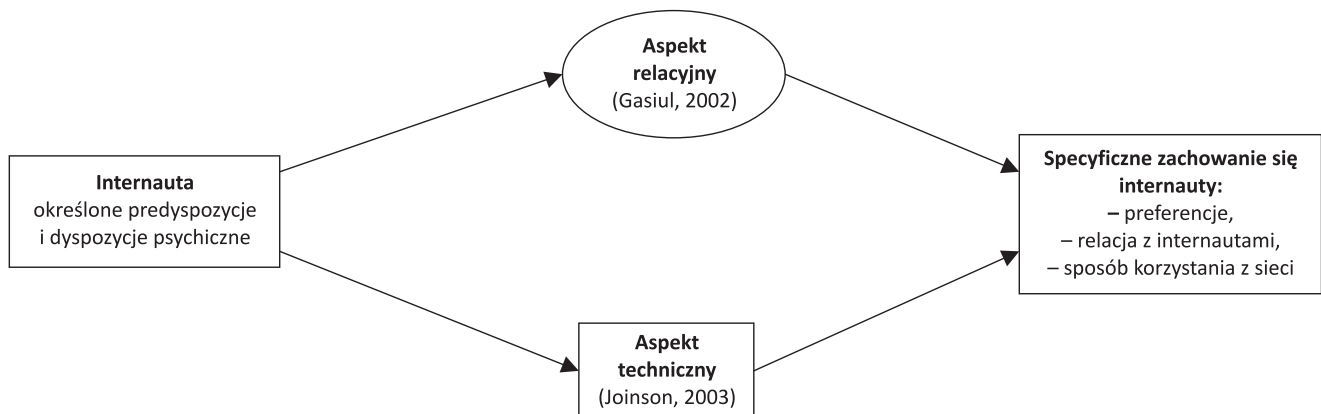 Aspekt
relacyjny
(Gasiul, 2002)
Internauta
określone predyspozycje
i dyspozycje psychiczne
Specyficzne zachowanie się
internauty:
– preferencje,
– relacja z internautami,
– sposób korzystania z sieci
Aspekt
techniczny
(Joinson, 2003)